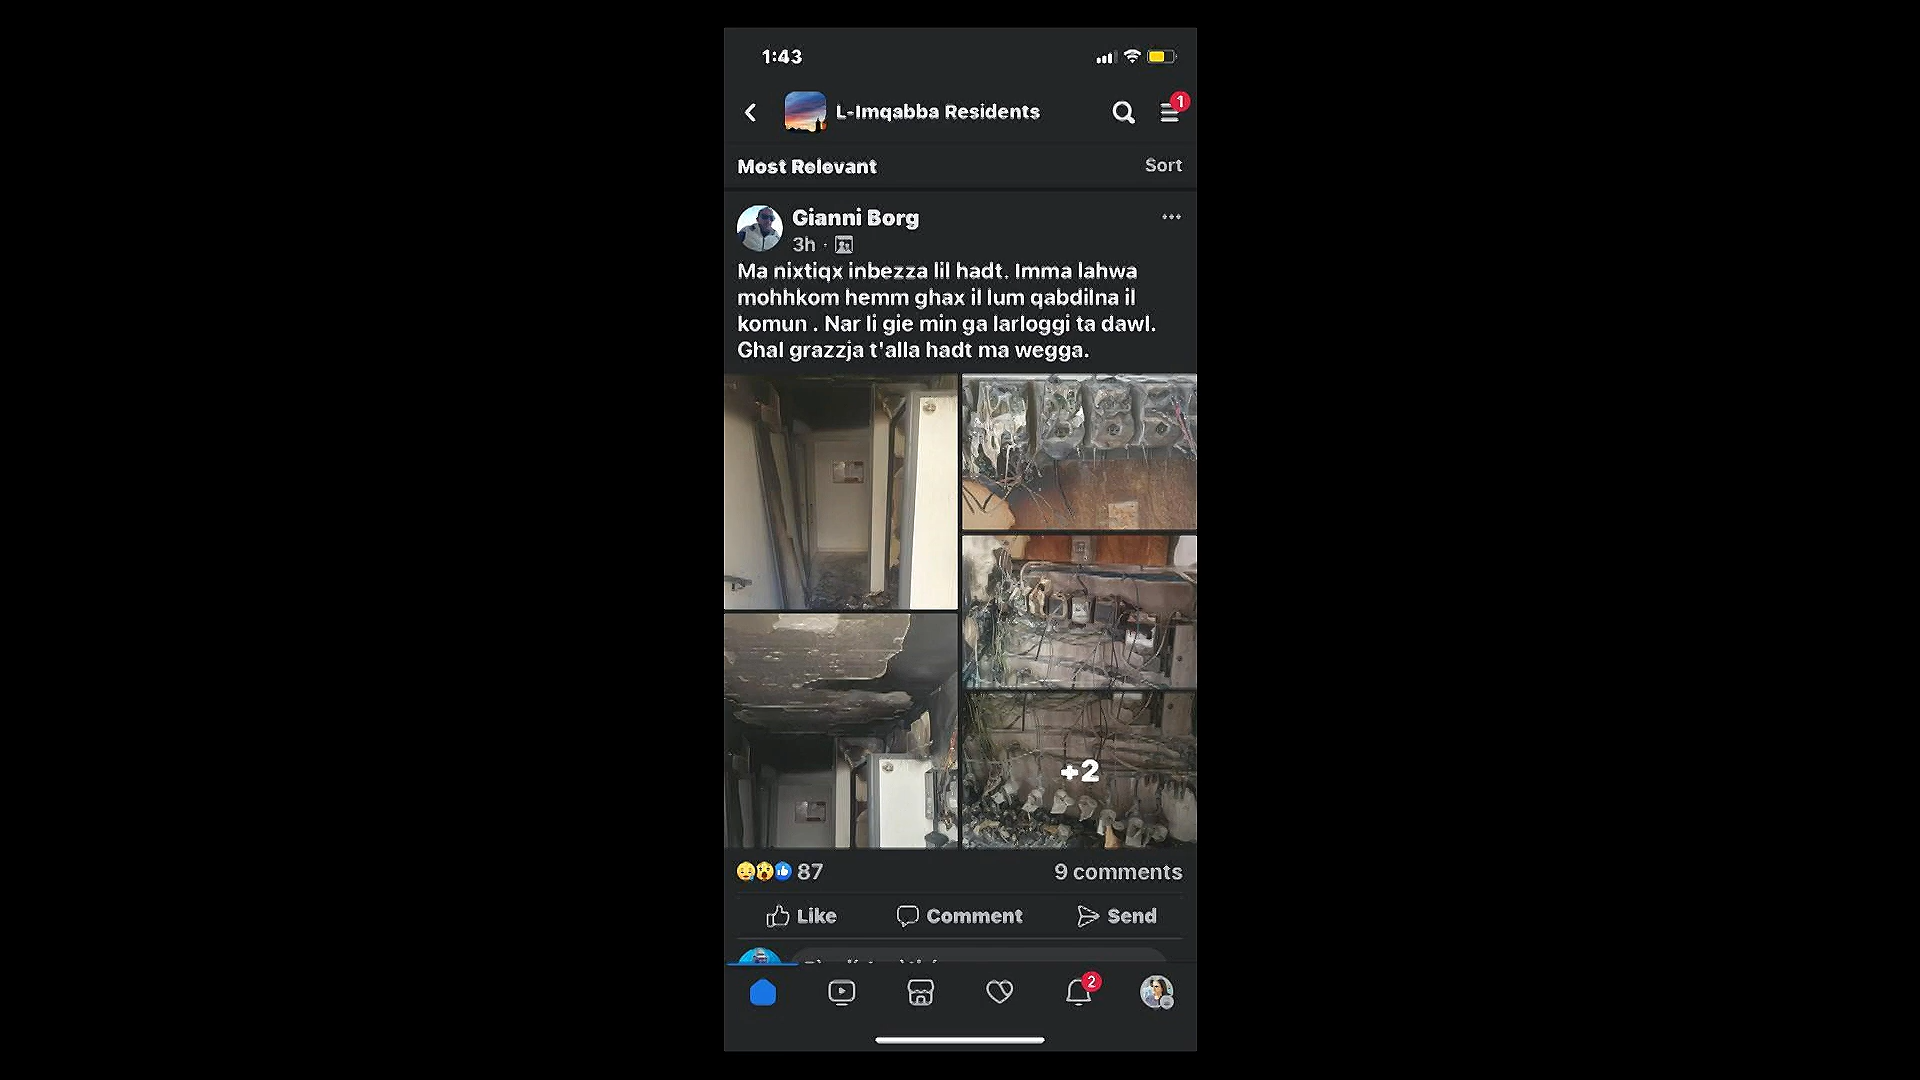 1:43
L-Imqabba Residents
1
Most Relevant
Sort
Gianni Borg
3h ·
Ma nixtiqx inbezza lil hadt. Imma lahwa
mohhkom hemm ghax il lum qabdilna il
komun . Nar li gie min ga larloggi ta dawl.
Ghal grazzja t'alla hadt ma wegga.
+2
87
9 comments
Like
Comment
Send
2